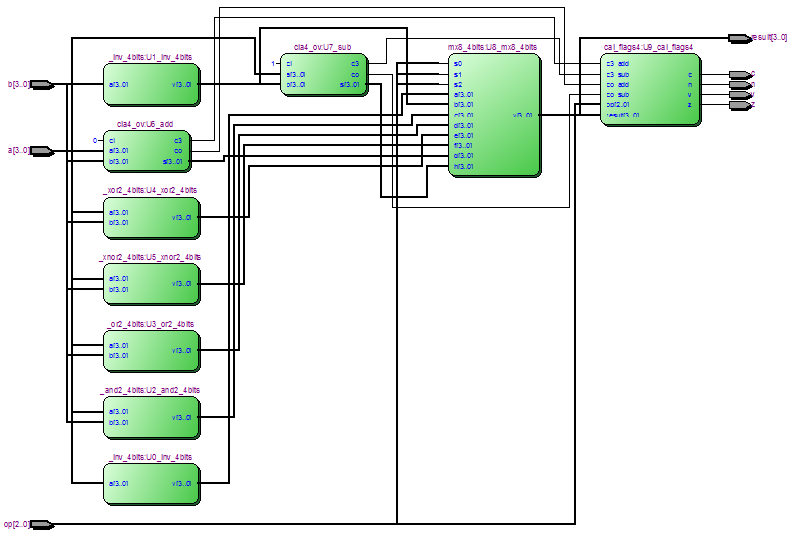 b[3..0]
a[3..0]
op[2..0]
_inv_4bits:U1_inv_4bits
a[3..0]
y[3..0]
cla4_ov:U6_add
0
ci
a[3..0]
b[3..0]
c3
co
s[3..0]
_xor2_4bits:U4_xor2_4bits
a[3..0]
b[3..0]
y[3..0]
_xnor2_4bits:U5_xnor2_4bits
a[3..0]
b[3..0]
y[3..0]
_or2_4bits:U3_or2_4bits
a[3..0]
b[3..0]
y[3..0]
_and2_4bits:U2_and2_4bits
a[3..0]
b[3..0]
y[3..0]
_inv_4bits:U0_inv_4bits
a[3..0]
y[3..0]
cla4_ov:U7_sub
1
ci
a[3..0]
b[3..0]
c3
co
s[3..0]
mx8_4bits:U8_mx8_4bits
s0
s1
s2
a[3..0]
b[3..0]
c[3..0]
d[3..0]
e[3..0]
f[3..0]
g[3..0]
h[3..0]
y[3..0]
cal_flags4:U9_cal_flags4
c3_add
c3_sub
co_add
co_sub
op[2..0]
result[3..0]
c
n
v
z
result[3..0]
c
n
v
z